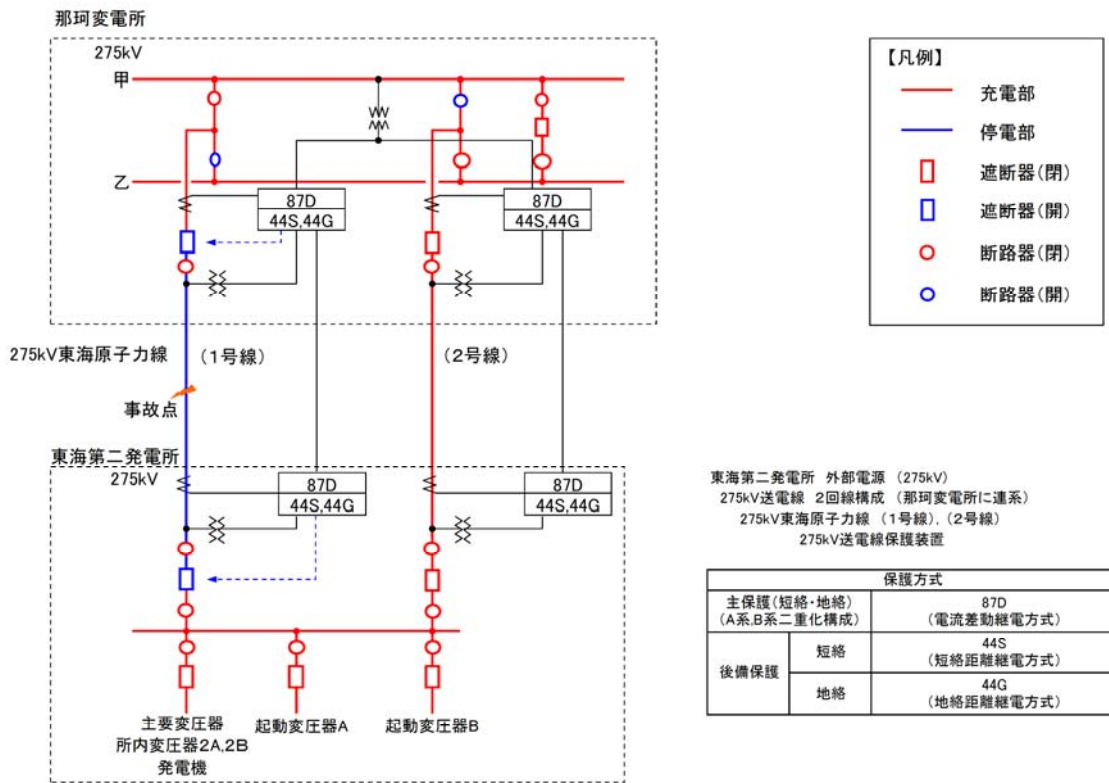 那珂変電所
275kV
甲
乙
87D
44S,44G
87D
44S,44G
275kV東海原子力線
(1号線)
(2号線)
事故点
東海第二発電所
275kV
87D
44S,44G
87D
44S,44G
主要変圧器
所内変圧器2A,2B
発電機
起動変圧器A
起動変圧器B
【凡例】
充電部
停電部
遮断器(閉)
遮断器(開)
断路器(閉)
断路器(開)
東海第二発電所 外部電源 (275kV)
275kV送電線 2回線構成 (那珂変電所に連系)
275kV東海原子力線 (1号線),(2号線)
275kV送電線保護装置
保護方式
主保護(短絡・地絡)
(A系,B系二重化構成)
87D
(電流差動継電方式)
後備保護
短絡
44S
(短絡距離継電方式)
地絡
44G
(地絡距離継電方式)